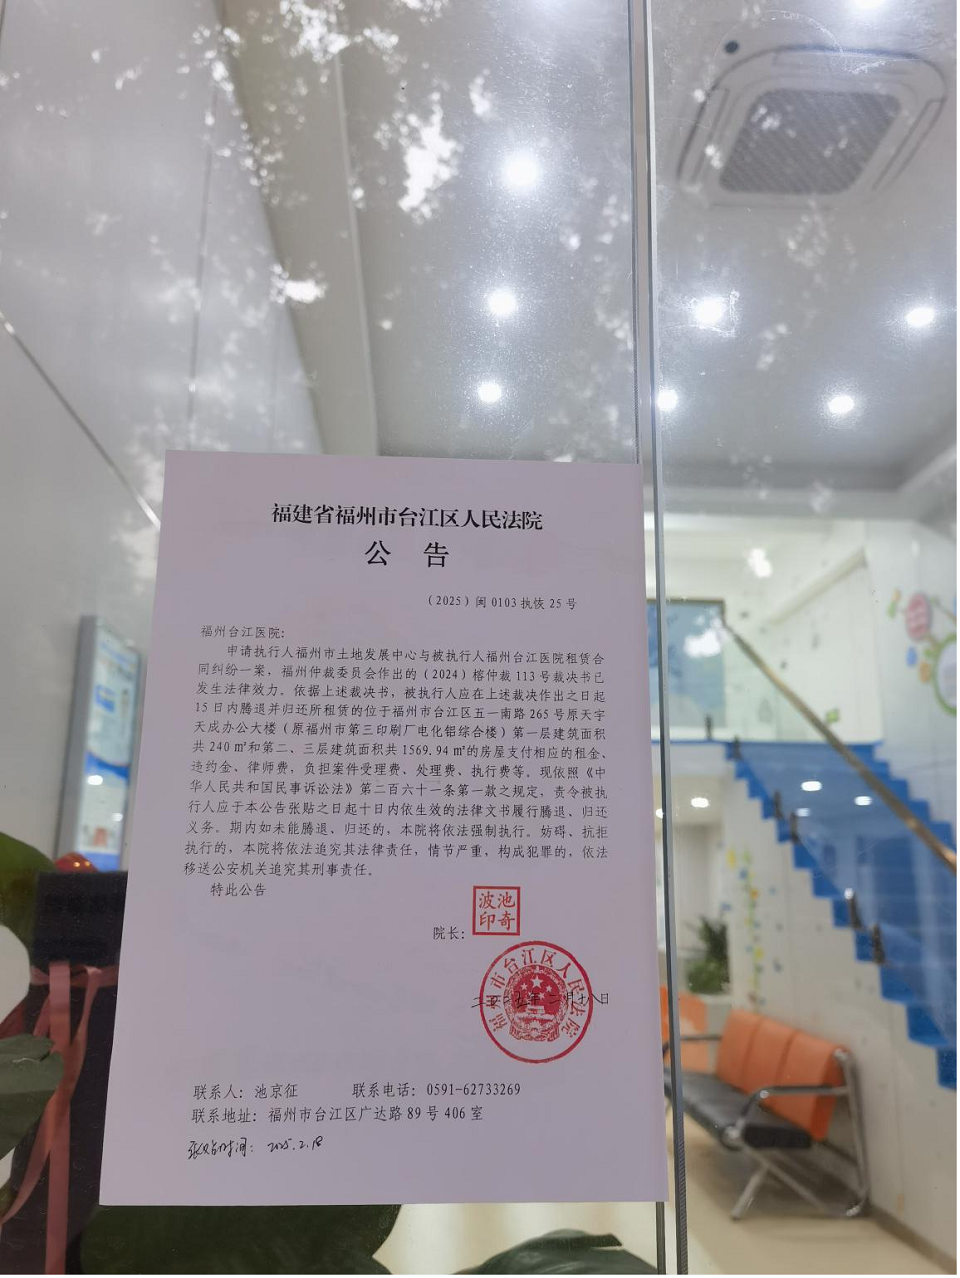 福建省福州市台江区人民法院
公 告
（2025）闽 0103 执恢 25 号
福州台江医院：
申请执行人福州市土地发展中心与被执行人福州台江医院租赁合
同纠纷一案，福州仲裁委员会作出的（2024）榕仲裁 113 号裁决书已
发生法律效力。依据上述裁决书，被执行人应在上述裁决作出之日起
15 日内腾退并归还所租赁的位于福州市台江区五一南路 265 号原天宇
天成办公大楼（原福州市第三印刷厂电化铝综合楼）第一层建筑面积
共 240 ㎡和第二、三层建筑面积共 1569.94 ㎡的房屋支付相应的租金、
违约金、律师费，负担案件受理费、处理费、执行费等。现依照《中
华人民共和国民事诉讼法》第二百六十一条第一款之规定，责令被执
行人应于本公告张贴之日起十日内依生效的法律文书履行腾退、归还
义务。期内如未能腾退、归还的，本院将依法强制执行。妨碍、抗拒
执行的，本院将依法追究其法律责任，情节严重，构成犯罪的，依法
移送公安机关追究其刑事责任。
特此公告
院长：
池奇波印
福州市台江区人民法院
二〇二五年二月十八日
联系人：池京征 联系电话：0591-62733269
联系地址：福州市台江区广达路 89 号 406 室
张贴时间：2025.2.18